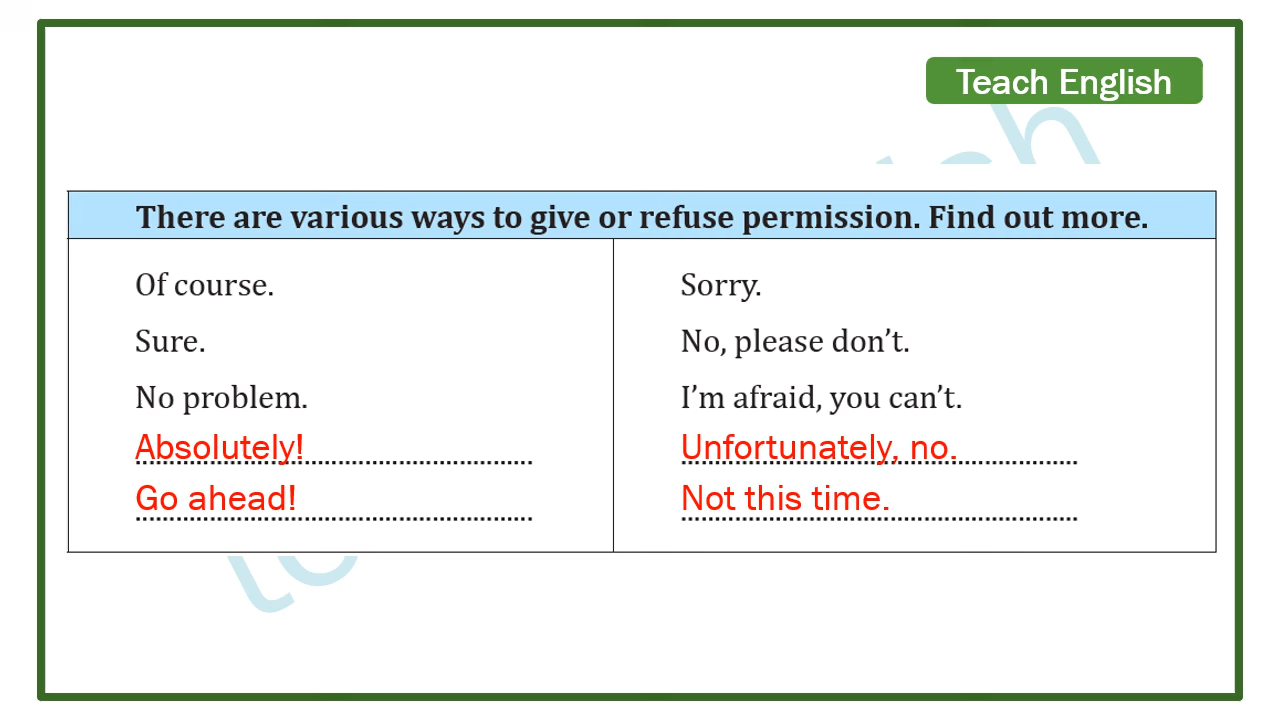 Teach English
There are various ways to give or refuse permission. Find out more.
Of course.
Sure.
No problem.
Absolutely!
Go ahead!
Sorry.
No, please don’t.
I’m afraid, you can’t.
Unfortunately, no.
Not this time.